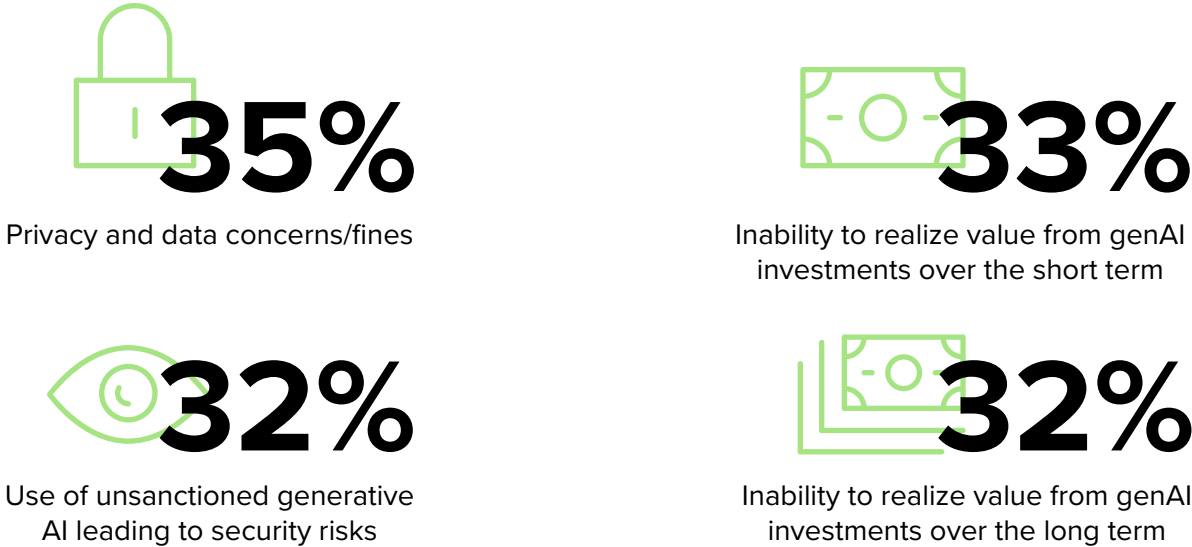 35%
Privacy and data concerns/fines
33%
Inability to realize value from genAI
investments over the short term
32%
Use of unsanctioned generative
AI leading to security risks
32%
Inability to realize value from genAI
investments over the long term